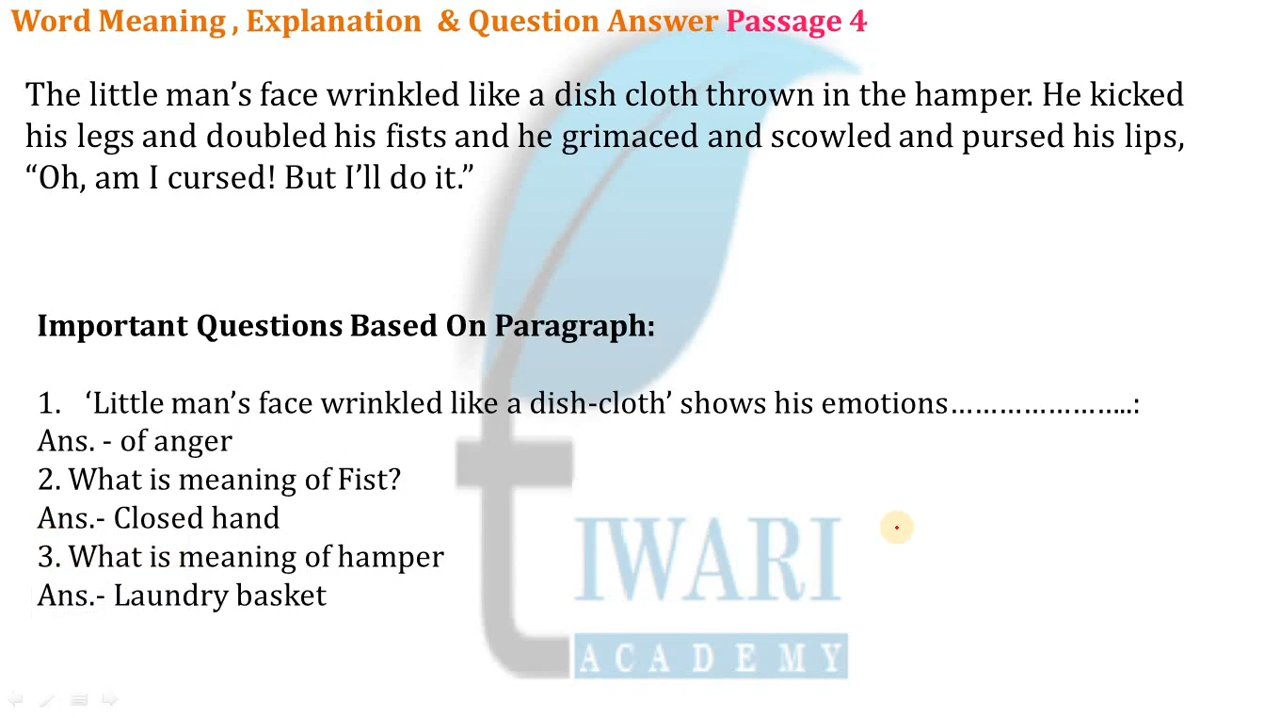 Word Meaning , Explanation & Question Answer Passage 4
The little man’s face wrinkled like a dish cloth thrown in the hamper. He kicked
his legs and doubled his fists and he grimaced and scowled and pursed his lips,
“Oh, am I cursed! But I’ll do it.”
Important Questions Based On Paragraph:
1. ‘Little man’s face wrinkled like a dish-cloth’ shows his emotions…………………..:
Ans. - of anger
2. What is meaning of Fist?
Ans.- Closed hand
3. What is meaning of hamper
Ans.- Laundry basket
tIWARI
ACADEMY